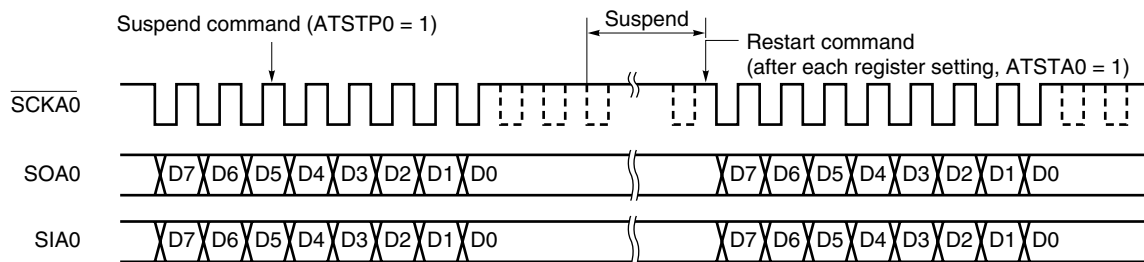 Suspend command (ATSTP0 = 1)
Suspend
Restart command
(after each register setting, ATSTA0 = 1)
SCKA0
SOA0
D7 D6 D5 D4 D3 D2 D1 D0 D7 D6 D5 D4 D3 D2 D1 D0
SIA0
D7 D6 D5 D4 D3 D2 D1 D0 D7 D6 D5 D4 D3 D2 D1 D0